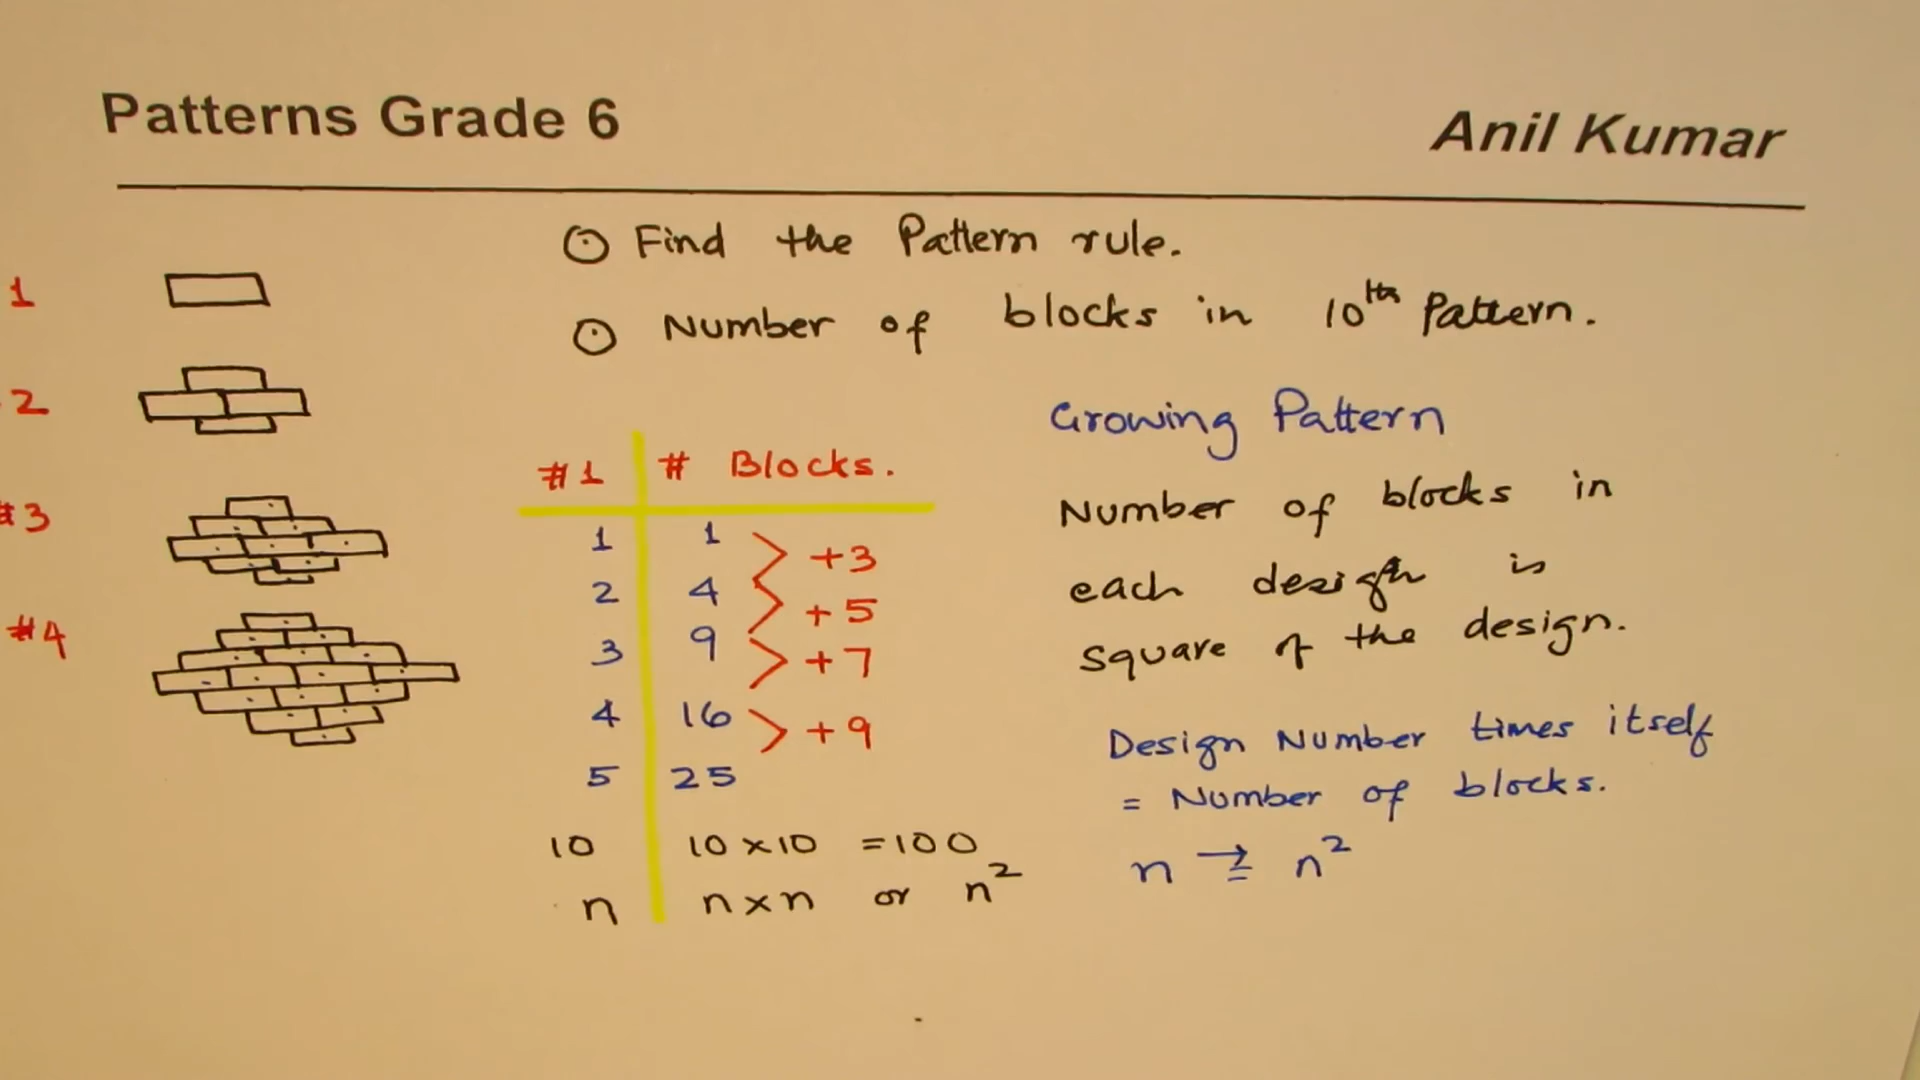 Patterns Grade 6
Anil Kumar
⊙ Find the Pattern rule.
⊙ Number of blocks in 10th Pattern.
1
2
#3
#4
#1 # Blocks.
1 1
+3
2 4
+5
3 9
+7
4 16
+9
5 25
10 10 × 10 = 100
n n × n or n²
Growing Pattern
Number of blocks in
each design is
square of the design.
Design Number times itself
= Number of blocks.
n → = n²